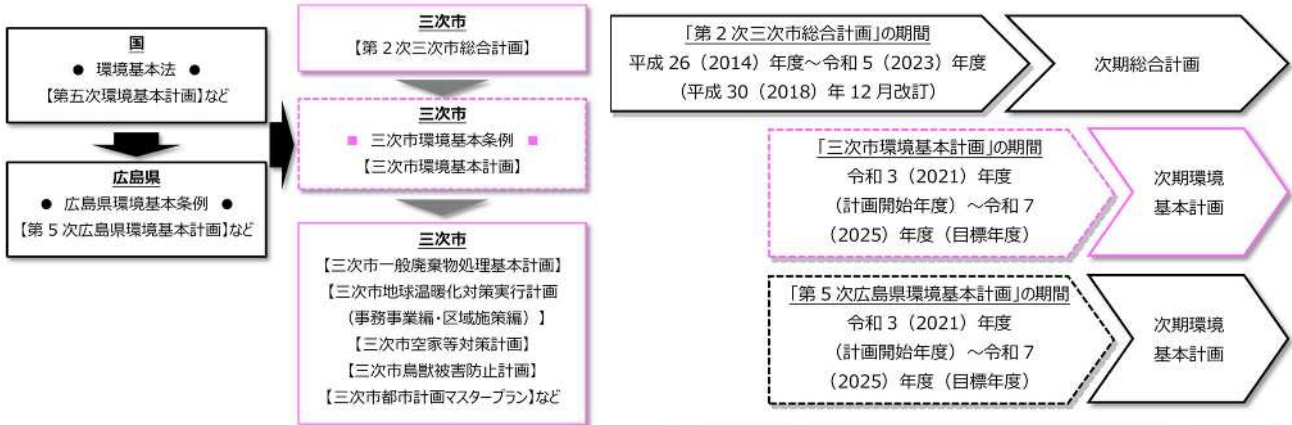 国
● 環境基本法 ●
【第五次環境基本計画】など
広島県
● 広島県環境基本条例 ●
【第5次広島県環境基本計画】など
三次市
【第2次三次市総合計画】
三次市
■ 三次市環境基本条例 ■
【三次市環境基本計画】
三次市
【三次市一般廃棄物処理基本計画】
【三次市地球温暖化対策実行計画
(事務事業編・区域施策編)】
【三次市空家等対策計画】
【三次市鳥獣被害防止計画】
【三次市都市計画マスタープラン】など
「第2次三次市総合計画」の期間
平成26(2014)年度~令和5(2023)年度
(平成30(2018)年12月改訂)
次期総合計画
「三次市環境基本計画」の期間
令和3(2021)年度
(計画開始年度)~令和7
(2025)年度(目標年度)
次期環境
基本計画
「第5次広島県環境基本計画」の期間
令和3(2021)年度
(計画開始年度)~令和7
(2025)年度(目標年度)
次期環境
基本計画